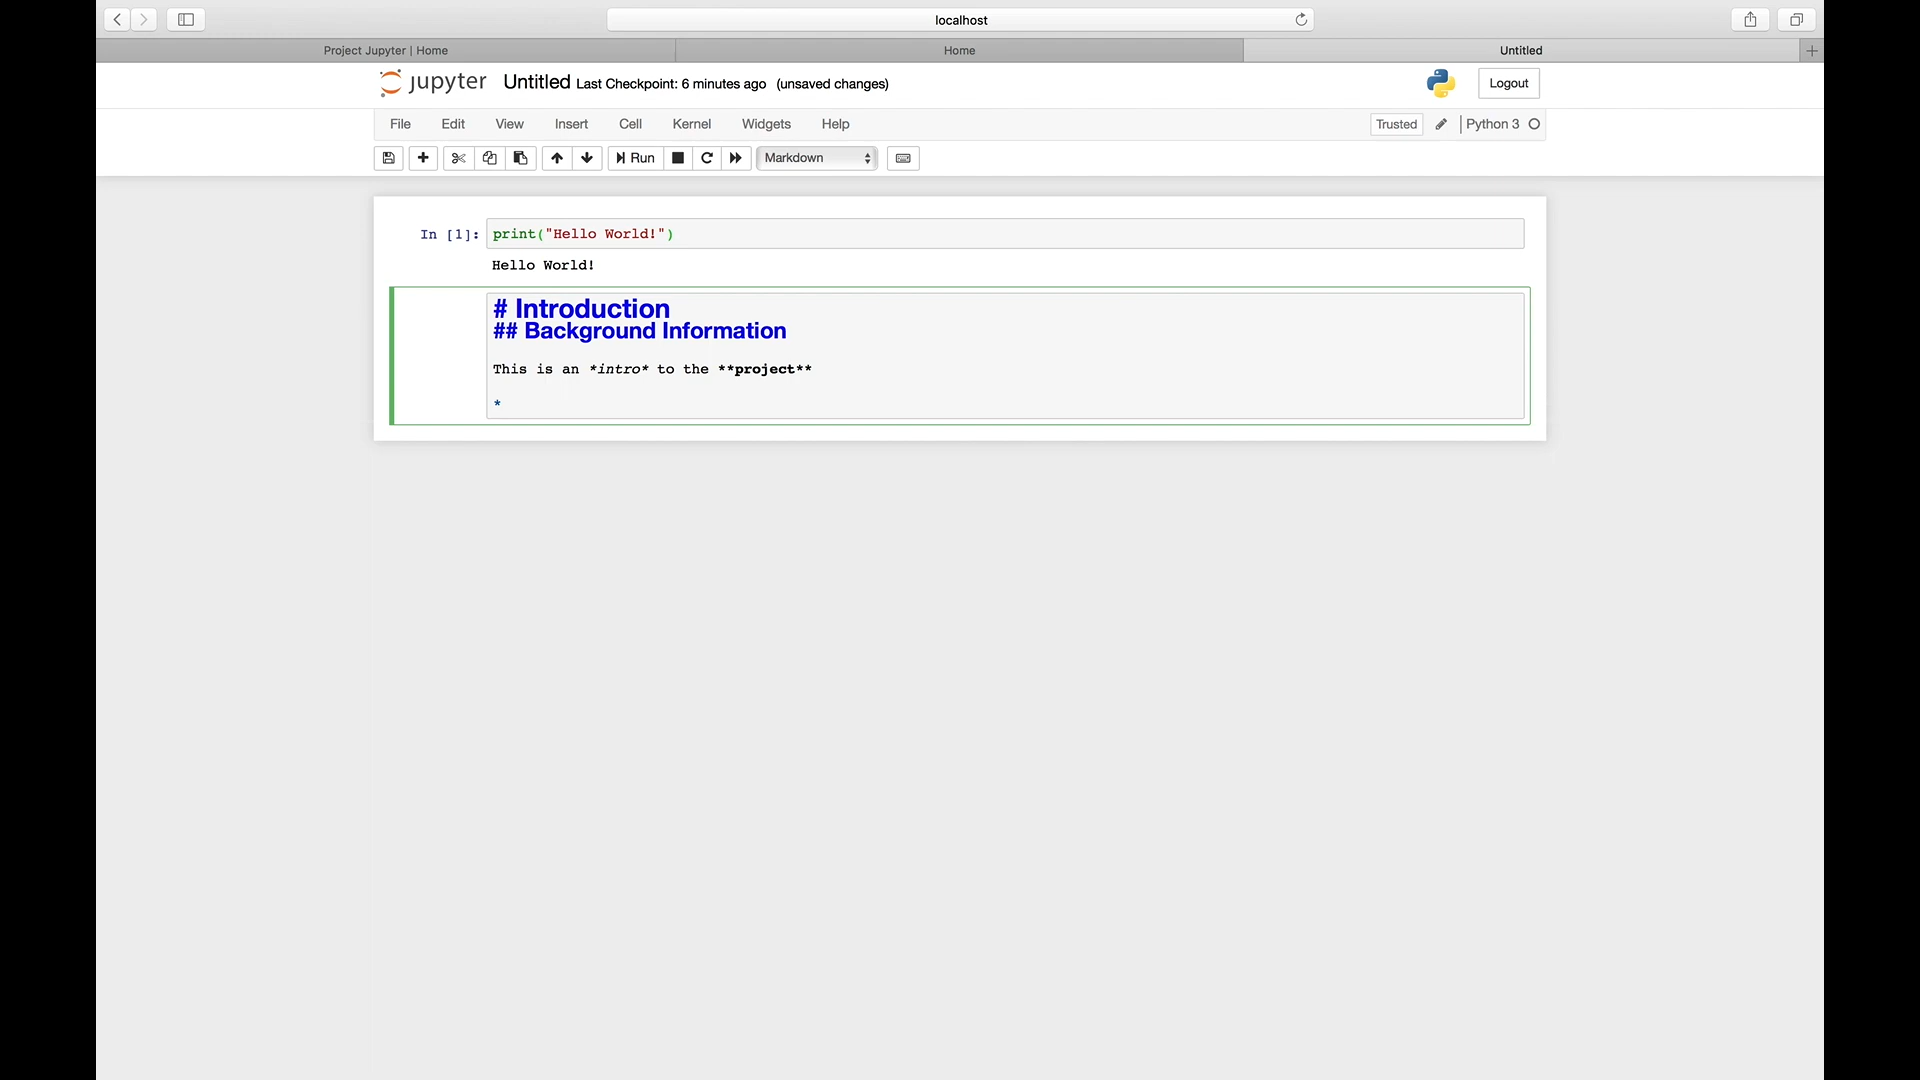 localhost
Project Jupyter | Home
Home
Untitled
jupyter Untitled Last Checkpoint: 6 minutes ago (unsaved changes)
Logout
File Edit View Insert Cell Kernel Widgets Help
Trusted
Python 3
Run
Markdown
In [1]: print("Hello World!")
Hello World!
# Introduction
## Background Information
This is an *intro* to the **project**
*